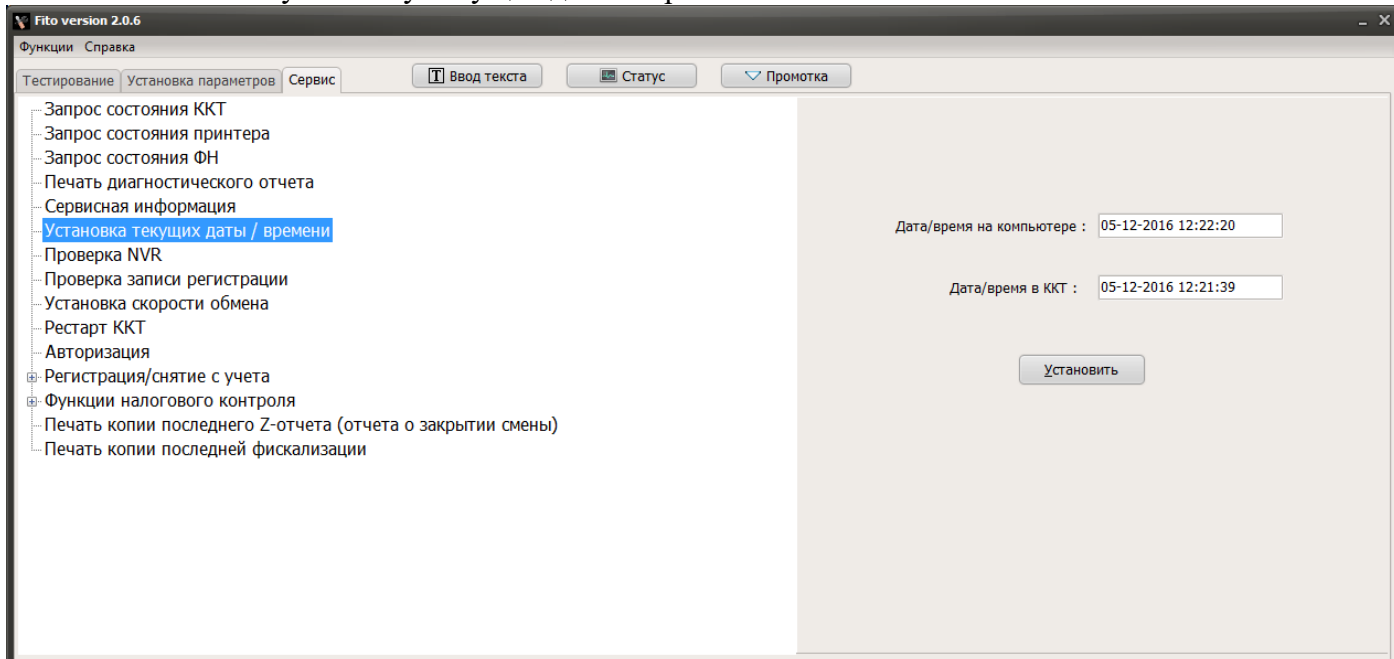 Fito version 2.0.6
Функции Справка
Тестирование Установка параметров Сервис Ввод текста Статус Промотка
Запрос состояния ККТ
Запрос состояния принтера
Запрос состояния ФН
Печать диагностического отчета
Сервисная информация
Установка текущих даты / времени
Проверка NVR
Проверка записи регистрации
Установка скорости обмена
Рестарт ККТ
Авторизация
Регистрация/снятие с учета
Функции налогового контроля
Печать копии последнего Z-отчета (отчета о закрытии смены)
Печать копии последней фискализации
Дата/время на компьютере : 05-12-2016 12:22:20
Дата/время в ККТ : 05-12-2016 12:21:39
Установить